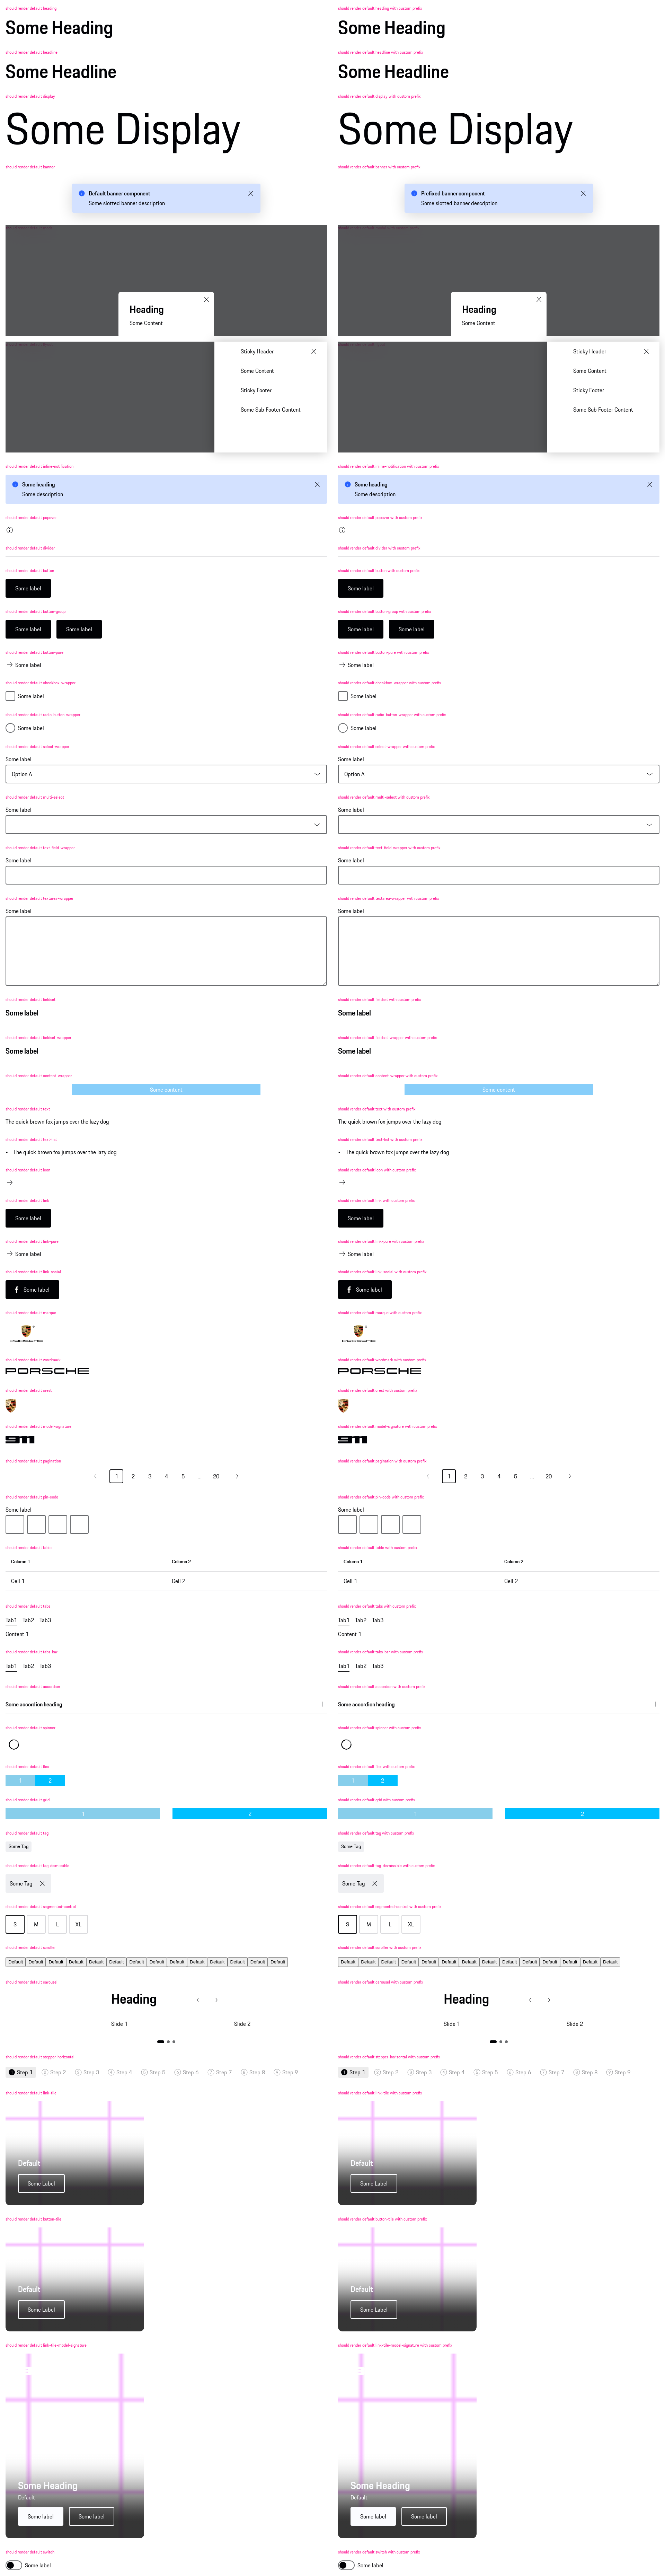 should render default heading
should render default heading with custom prefix
Some Heading
Some Heading
should render default headline
should render default headline with custom prefix
Some Headline
Some Headline
should render default display
should render default display with custom prefix
Some Display
Some Display
should render default banner
should render default banner with custom prefix
Default banner component
Some slotted banner description
Prefixed banner component
Some slotted banner description
Heading
Some Content
Heading
Some Content
Sticky Header
Some Content
Sticky Footer
Some Sub Footer Content
Sticky Header
Some Content
Sticky Footer
Some Sub Footer Content
should render default inline-notification
should render default inline-notification with custom prefix
Some heading
Some description
Some heading
Some description
should render default popover
should render default popover with custom prefix
should render default divider
should render default divider with custom prefix
should render default button
should render default button with custom prefix
Some label
Some label
should render default button-group
should render default button-group with custom prefix
Some label Some label
Some label Some label
should render default button-pure
should render default button-pure with custom prefix
Some label
Some label
should render default checkbox-wrapper
should render default checkbox-wrapper with custom prefix
Some label
Some label
should render default radio-button-wrapper
should render default radio-button-wrapper with custom prefix
Some label
Some label
should render default select-wrapper
should render default select-wrapper with custom prefix
Some label
Option A
Some label
Option A
should render default multi-select
should render default multi-select with custom prefix
Some label
Some label
should render default text-field-wrapper
should render default text-field-wrapper with custom prefix
Some label
Some label
should render default textarea-wrapper
should render default textarea-wrapper with custom prefix
Some label
Some label
should render default fieldset
should render default fieldset with custom prefix
Some label
Some label
should render default fieldset-wrapper
should render default fieldset-wrapper with custom prefix
Some label
Some label
should render default content-wrapper
should render default content-wrapper with custom prefix
Some content
Some content
should render default text
should render default text with custom prefix
The quick brown fox jumps over the lazy dog
The quick brown fox jumps over the lazy dog
should render default text-list
should render default text-list with custom prefix
• The quick brown fox jumps over the lazy dog
• The quick brown fox jumps over the lazy dog
should render default icon
should render default icon with custom prefix
should render default link
should render default link with custom prefix
Some label
Some label
should render default link-pure
should render default link-pure with custom prefix
Some label
Some label
should render default link-social
should render default link-social with custom prefix
Some label
Some label
should render default marque
should render default marque with custom prefix
PORSCHE
PORSCHE
should render default wordmark
should render default wordmark with custom prefix
PORSCHE
PORSCHE
should render default crest
should render default crest with custom prefix
should render default model-signature
should render default model-signature with custom prefix
911
911
should render default pagination
should render default pagination with custom prefix
1 2 3 4 5 ... 20
1 2 3 4 5 ... 20
should render default pin-code
should render default pin-code with custom prefix
Some label
Some label
should render default table
should render default table with custom prefix
Column 1 Column 2
Column 1 Column 2
Cell 1 Cell 2
Cell 1 Cell 2
should render default tabs
should render default tabs with custom prefix
Tab1 Tab2 Tab3
Tab1 Tab2 Tab3
Content 1
Content 1
should render default tabs-bar
should render default tabs-bar with custom prefix
Tab1 Tab2 Tab3
Tab1 Tab2 Tab3
should render default accordion
should render default accordion with custom prefix
Some accordion heading
Some accordion heading
should render default spinner
should render default spinner with custom prefix
should render default flex
should render default flex with custom prefix
1 2
1 2
should render default grid
should render default grid with custom prefix
1 2
1 2
should render default tag
should render default tag with custom prefix
Some Tag
Some Tag
should render default tag-dismissible
should render default tag-dismissible with custom prefix
Some Tag
Some Tag
should render default segmented-control
should render default segmented-control with custom prefix
S M L XL
S M L XL
should render default scroller
should render default scroller with custom prefix
Default Default Default Default Default Default Default Default Default Default Default Default Default Default
Default Default Default Default Default Default Default Default Default Default Default Default Default Default
should render default carousel
should render default carousel with custom prefix
Heading
Heading
Slide 1 Slide 2
Slide 1 Slide 2
should render default stepper-horizontal
should render default stepper-horizontal with custom prefix
1 Step 1 2 Step 2 3 Step 3 4 Step 4 5 Step 5 6 Step 6 7 Step 7 8 Step 8 9 Step 9
1 Step 1 2 Step 2 3 Step 3 4 Step 4 5 Step 5 6 Step 6 7 Step 7 8 Step 8 9 Step 9
should render default link-tile
should render default link-tile with custom prefix
Default
Some Label
Default
Some Label
should render default button-tile
should render default button-tile with custom prefix
Default
Some Label
Default
Some Label
should render default link-tile-model-signature
should render default link-tile-model-signature with custom prefix
Some Heading
Default
Some label Some label
Some Heading
Default
Some label Some label
should render default switch
should render default switch with custom prefix
Some label
Some label